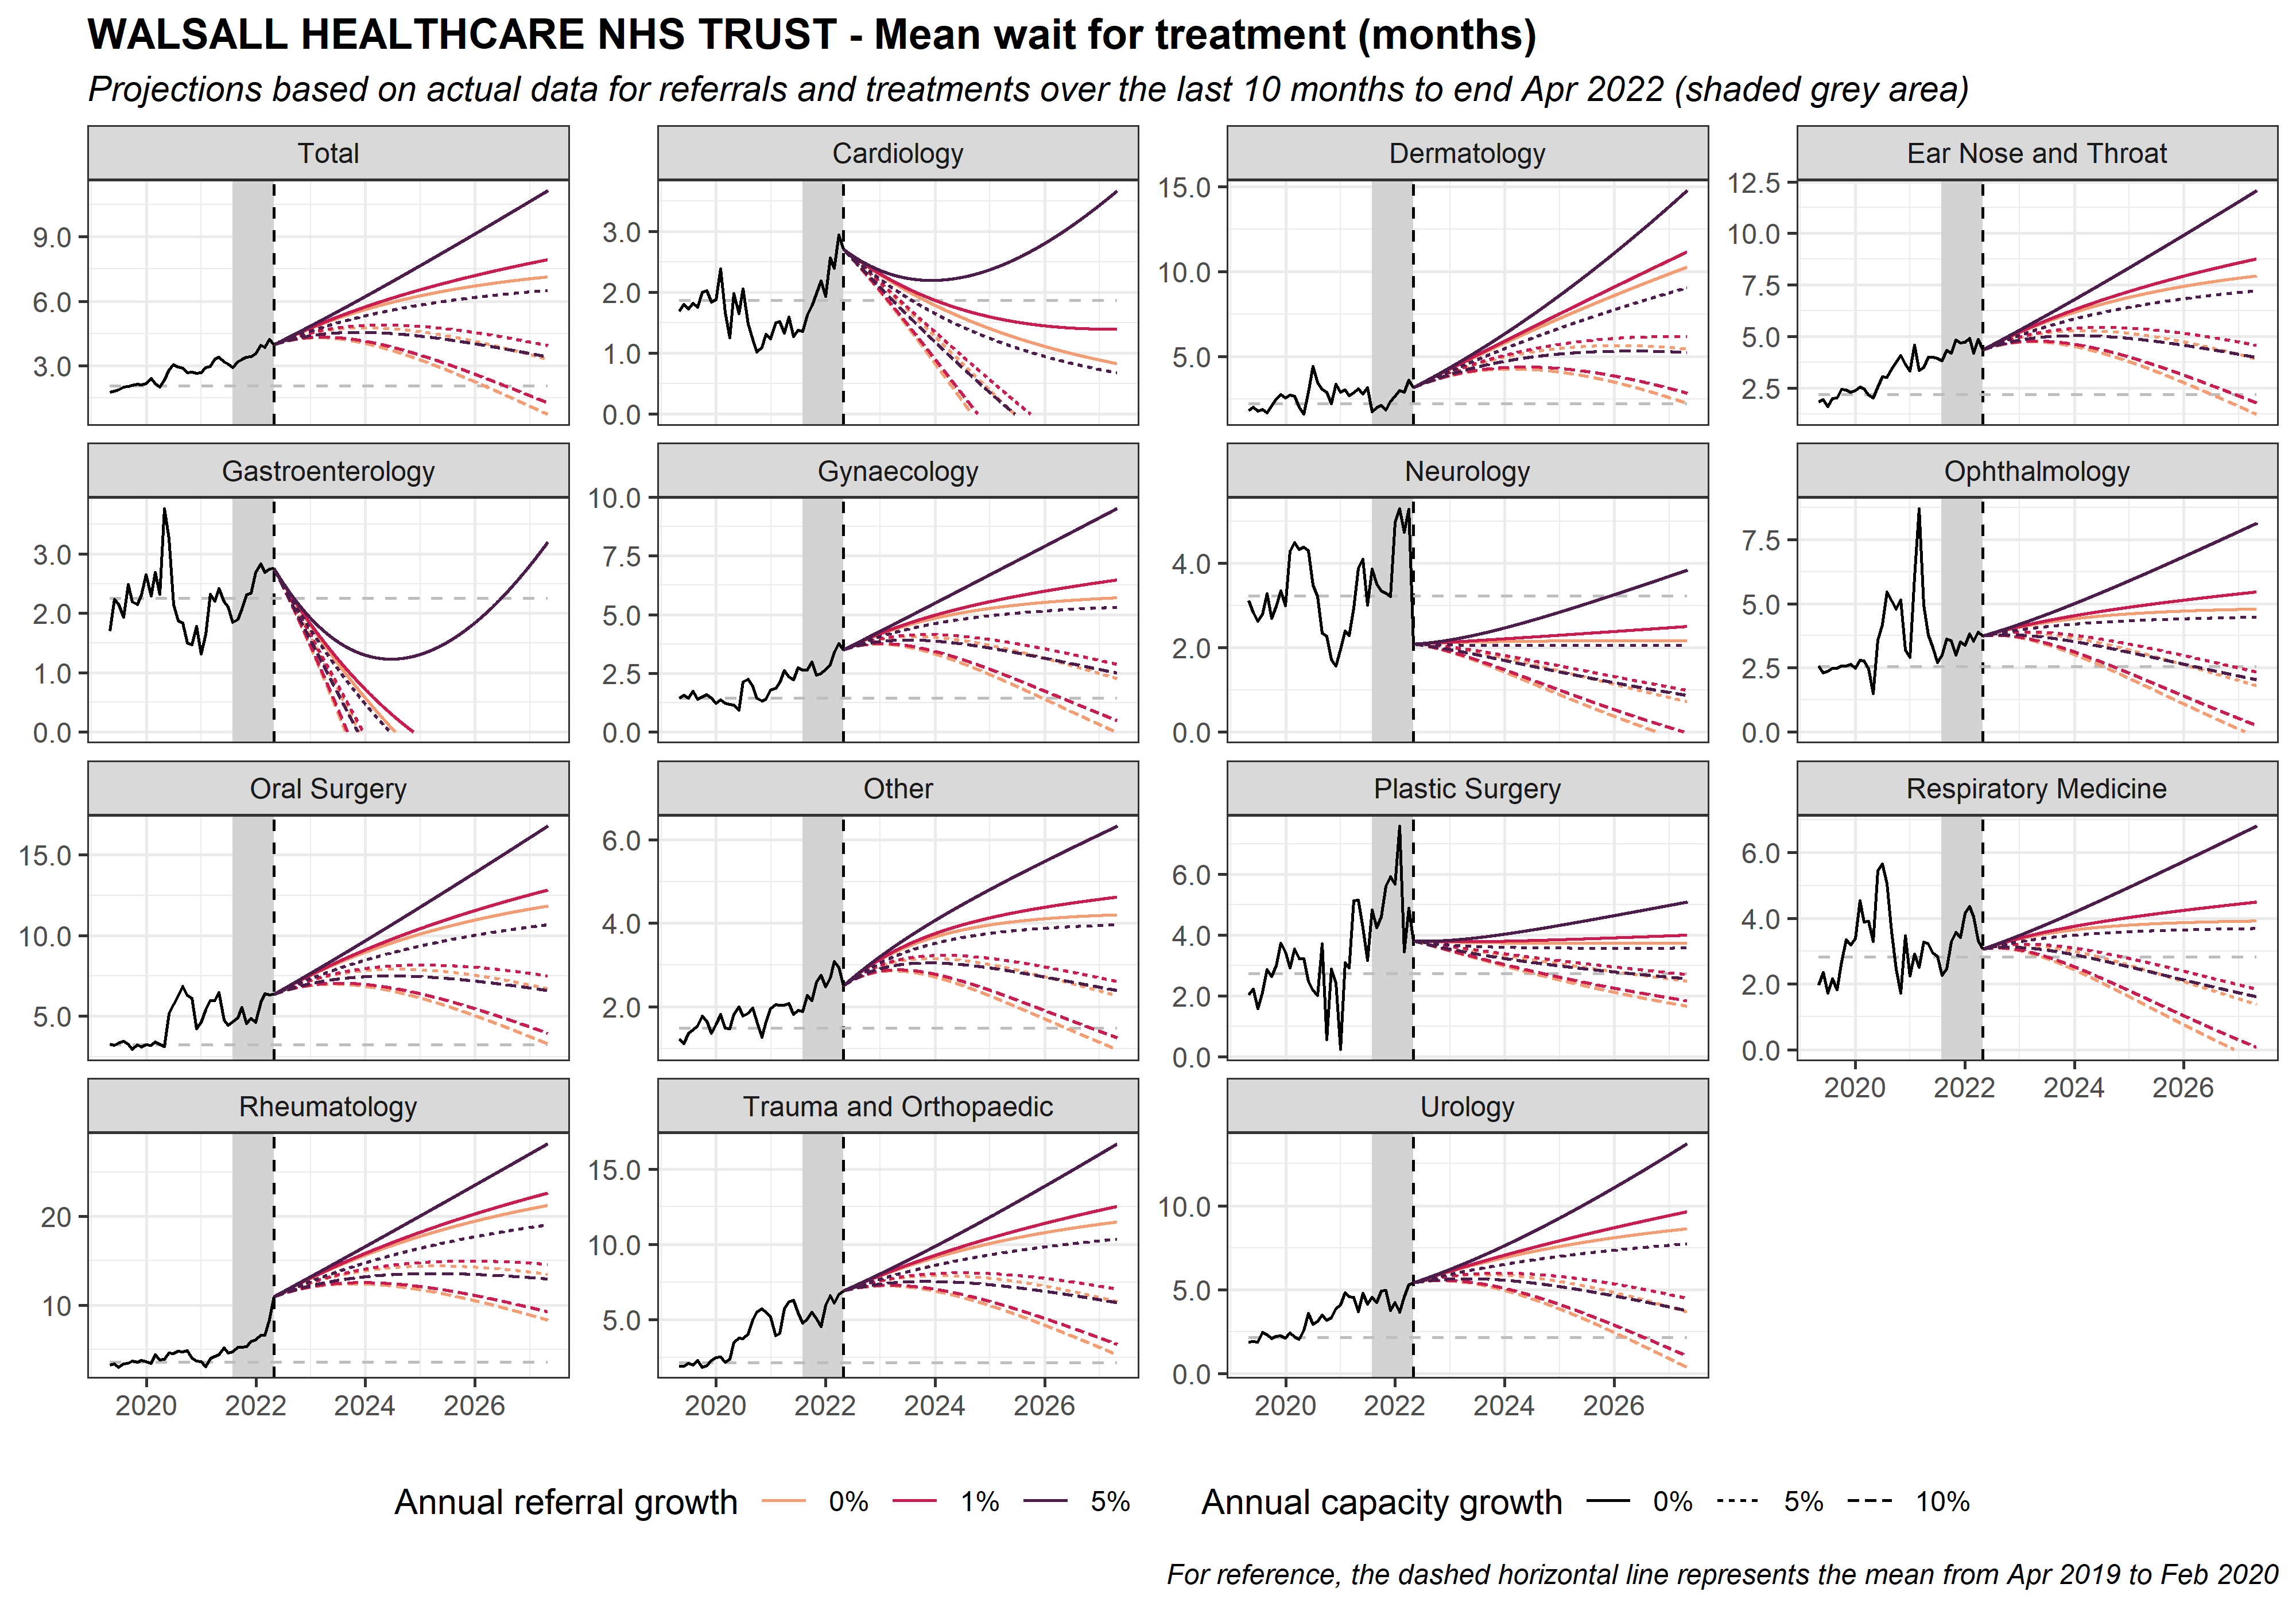 WALSALL HEALTHCARE NHS TRUST - Mean wait for treatment (months)
Projections based on actual data for referrals and treatments over the last 10 months to end Apr 2022 (shaded grey area)
Total
9.0
6.0
3.0
Cardiology
3.0
2.0
1.0
0.0
Dermatology
15.0
10.0
5.0
Ear Nose and Throat
12.5
10.0
7.5
5.0
2.5
Gastroenterology
3.0
2.0
1.0
0.0
Gynaecology
10.0
7.5
5.0
2.5
0.0
Neurology
4.0
2.0
0.0
Ophthalmology
7.5
5.0
2.5
0.0
Oral Surgery
15.0
10.0
5.0
Other
6.0
4.0
2.0
Plastic Surgery
6.0
4.0
2.0
0.0
Respiratory Medicine
6.0
4.0
2.0
0.0
2020 2022 2024 2026
Rheumatology
20
10
2020 2022 2024 2026
Trauma and Orthopaedic
15.0
10.0
5.0
2020 2022 2024 2026
Urology
10.0
5.0
0.0
2020 2022 2024 2026
Annual referral growth 0% 1% 5%
Annual capacity growth 0% 5% 10%
For reference, the dashed horizontal line represents the mean from Apr 2019 to Feb 2020